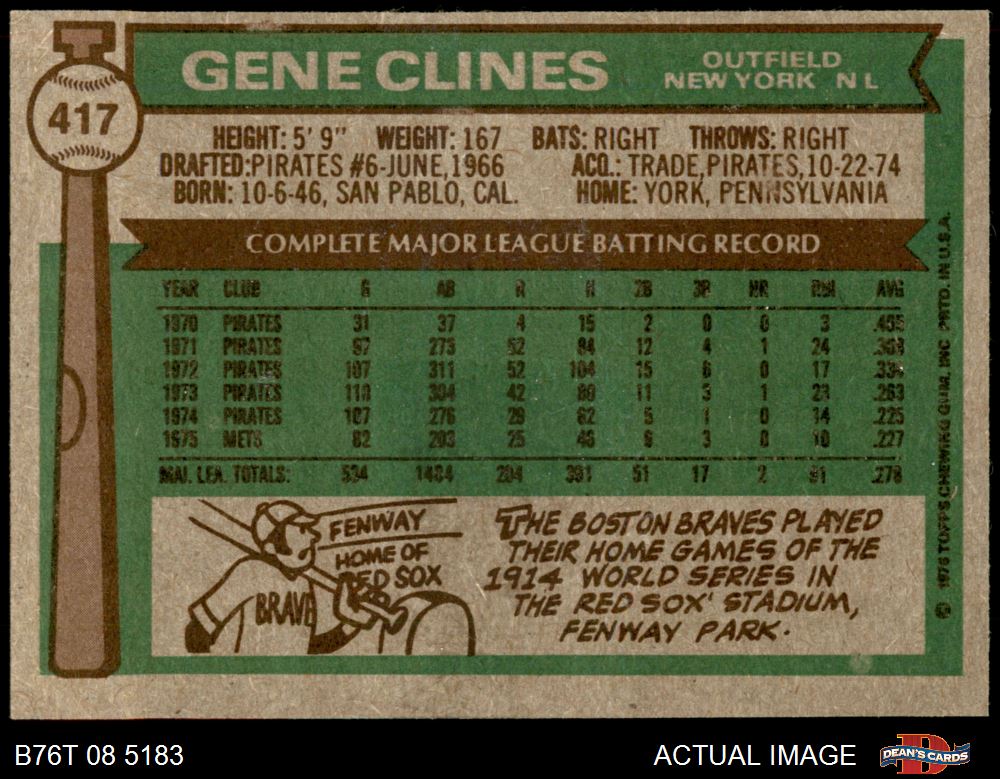 GENE CLINES
OUTFIELD
NEW YORK N L
417
HEIGHT: 5' 9" WEIGHT: 167 BATS: RIGHT THROWS: RIGHT
DRAFTED: PIRATES #6-JUNE, 1966 ACQ.: TRADE, PIRATES, 10-22-74
BORN: 10-6-46, SAN PABLO, CAL. HOME: YORK, PENNSYLVANIA
COMPLETE MAJOR LEAGUE BATTING RECORD
YEAR CLUB G AB R H 2B 3B HR RBI AVG
1970 PIRATES 31 37 4 15 2 0 0 3 .405
1971 PIRATES 97 273 52 84 12 4 1 24 .308
1972 PIRATES 107 311 52 104 15 6 0 17 .334
1973 PIRATES 110 304 42 80 11 3 1 23 .263
1974 PIRATES 107 276 29 62 5 1 0 14 .225
1975 METS 82 203 25 46 6 3 0 10 .227
MAJ. LEA. TOTALS: 534 1404 204 391 51 17 2 91 .278
FENWAY
HOME OF
RED SOX
BRAVE
THE BOSTON BRAVES PLAYED
THEIR HOME GAMES OF THE
1914 WORLD SERIES IN
THE RED SOX' STADIUM,
FENWAY PARK.
© 1976 TOPPS CHEWING GUM, INC. PRTD. IN U.S.A.
B76T 08 5183 ACTUAL IMAGE
DEAN'S CARDS